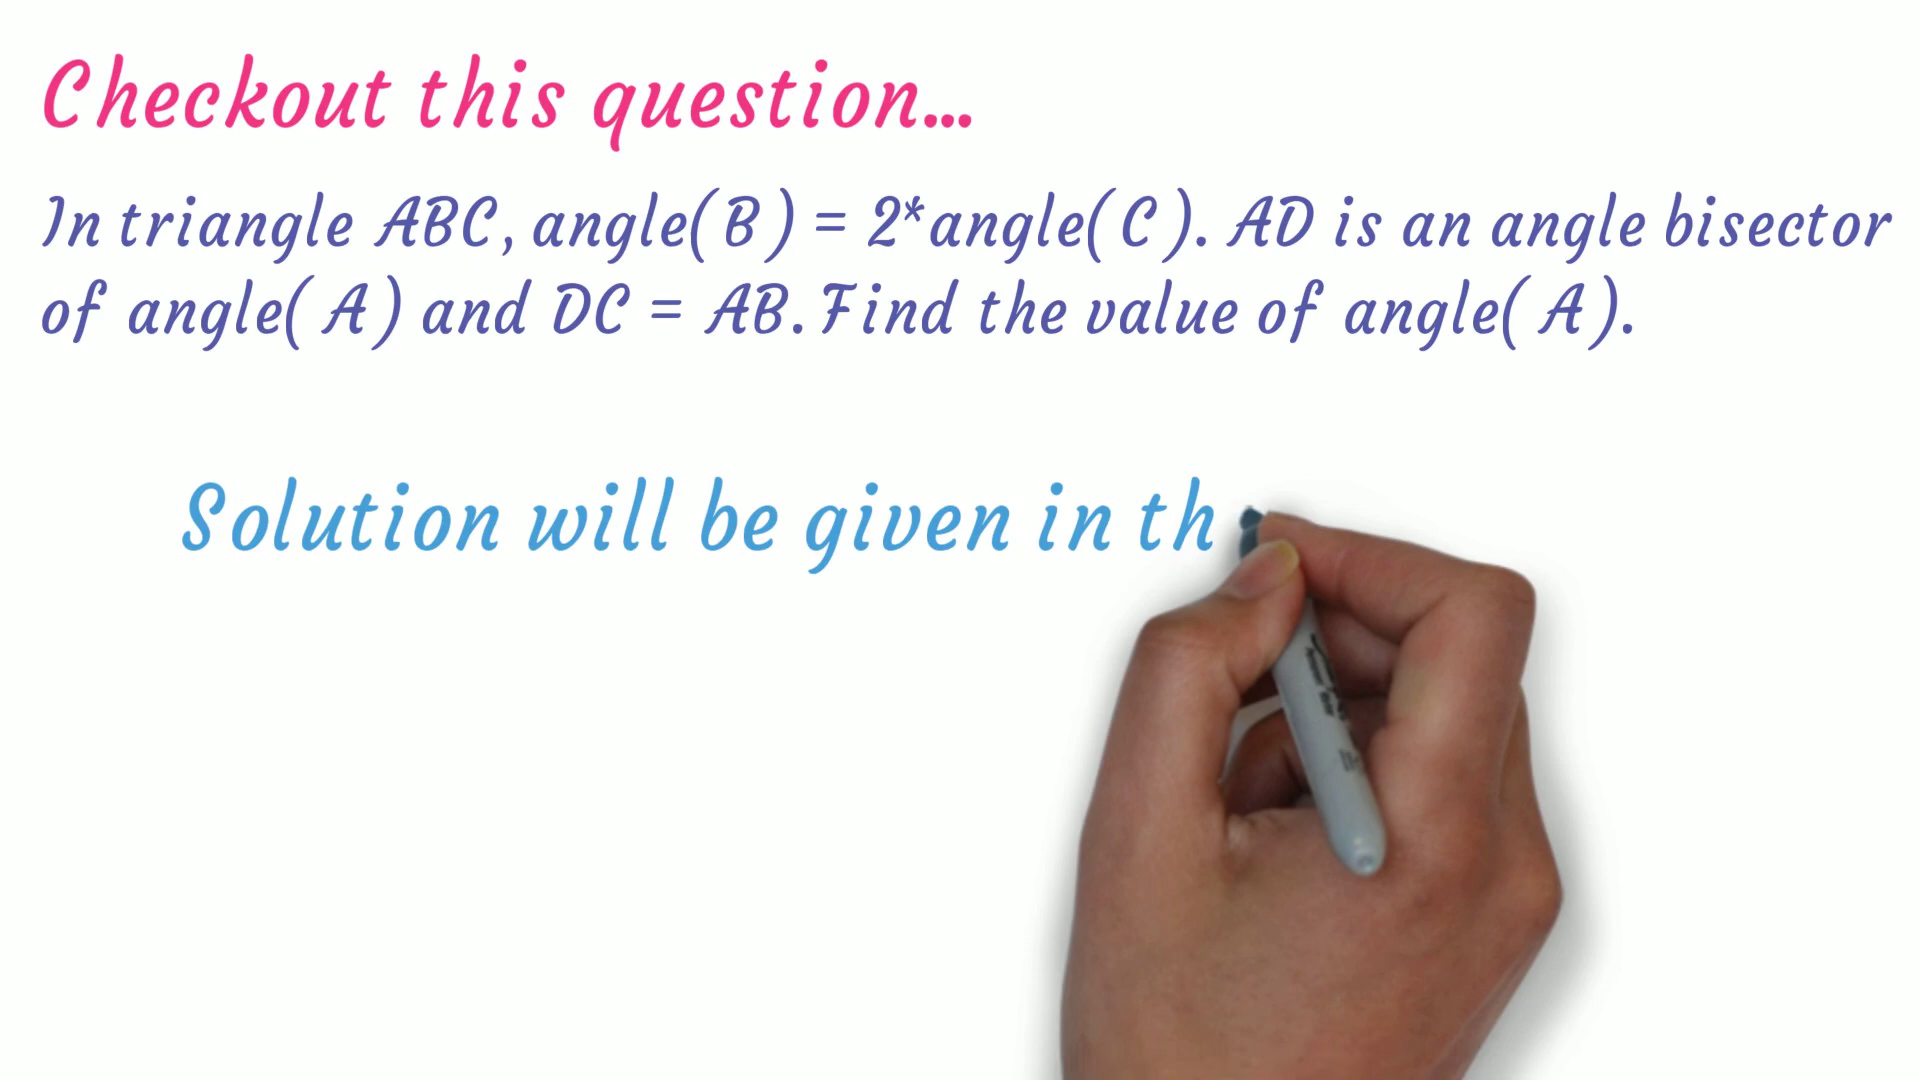 Checkout this question...
In triangle ABC, angle(B) = 2*angle(C). AD is an angle bisector
of angle(A) and DC = AB. Find the value of angle(A).
Solution will be given in th